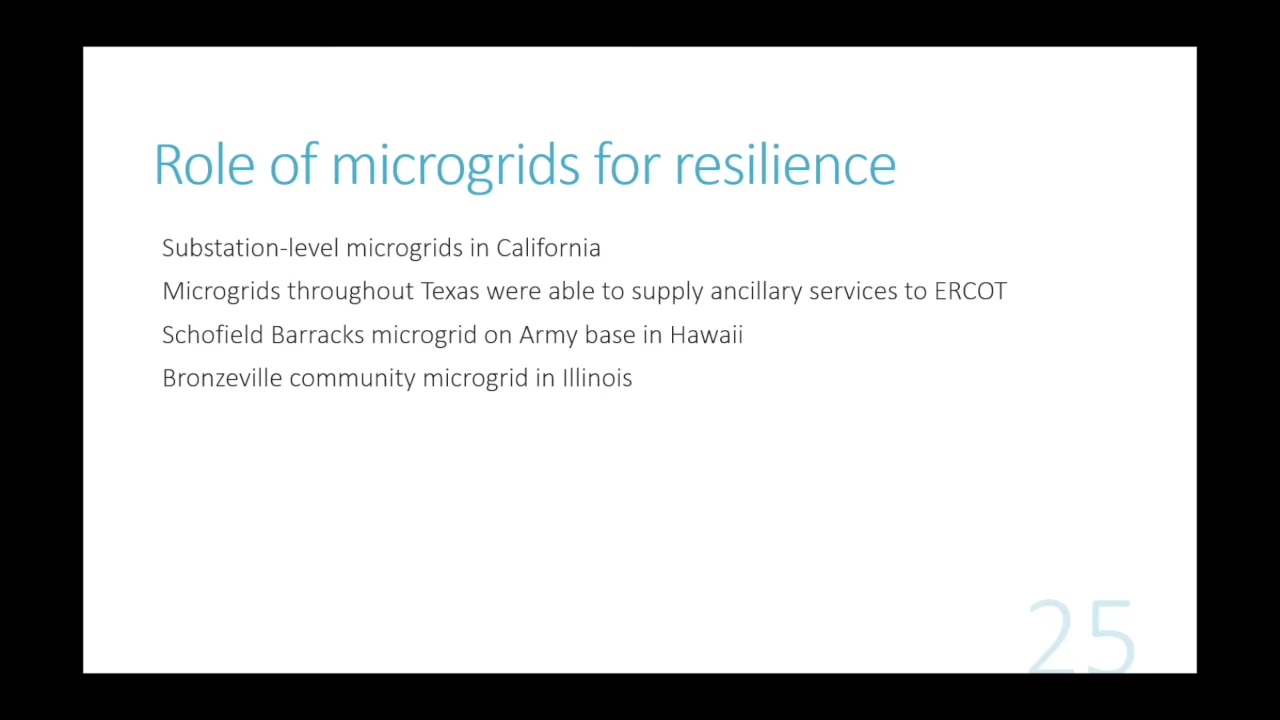 Role of microgrids for resilience
Substation-level microgrids in California
Microgrids throughout Texas were able to supply ancillary services to ERCOT
Schofield Barracks microgrid on Army base in Hawaii
Bronzeville community microgrid in Illinois
25